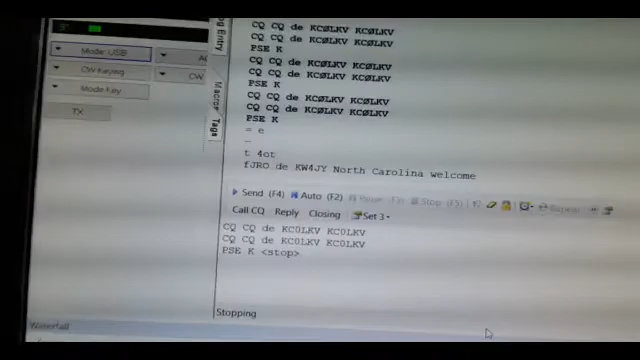 Mode: USB
CW Keying
CW
Mode Key
TX
Log Entry
Macros
Tags
CQ CQ de KCØLKV KCØLKV
CQ CQ de KCØLKV KCØLKV
PSE K
CQ CQ de KCØLKV KCØLKV
CQ CQ de KCØLKV KCØLKV
PSE K
CQ CQ de KCØLKV KCØLKV
CQ CQ de KCØLKV KCØLKV
PSE K
= e
–
t 4ot
fJRO de KW4JY North Carolina welcome
Send (F4) Auto (F2) Pause (F3) Stop (F5) Repeat
Call CQ Reply Closing Set 3
CQ CQ de KC0LKV KC0LKV
CQ CQ de KC0LKV KC0LKV
PSE K <stop>
Stopping
Waterfall